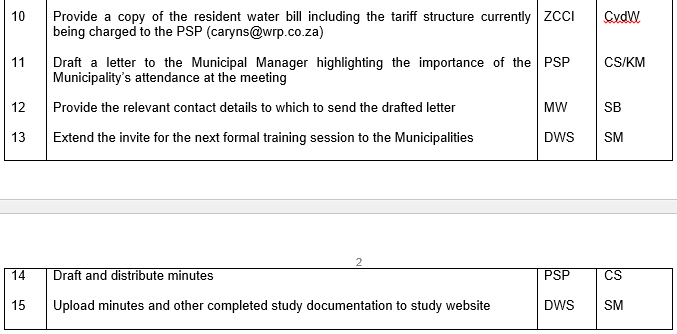 10 Provide a copy of the resident water bill including the tariff structure currently ZCCI CvdW
being charged to the PSP (caryns@wrp.co.za)
11 Draft a letter to the Municipal Manager highlighting the importance of the PSP CS/KM
Municipality's attendance at the meeting
12 Provide the relevant contact details to which to send the drafted letter MW SB
13 Extend the invite for the next formal training session to the Municipalities DWS SM
2
14 Draft and distribute minutes PSP CS
15 Upload minutes and other completed study documentation to study website DWS SM